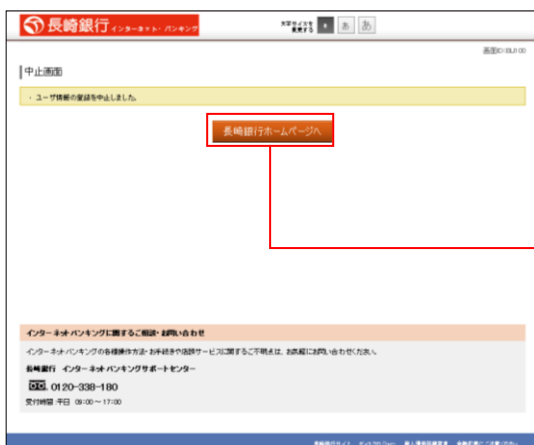 長崎銀行 インターネット・バンキング
文字サイズを
変更する
あ あ
中止画面
・ ユーザ情報の登録を中止しました。
長崎銀行ホームページへ
インターネットバンキングに関するご相談・お問い合わせ
インターネットバンキングの各種操作方法・お手続きや店頭サービスに関するご不明点は、お気軽にお問い合わせください。
長崎銀行 インターネットバンキングサポートセンター
0120-338-180
受付時間 平日 09:00～17:00